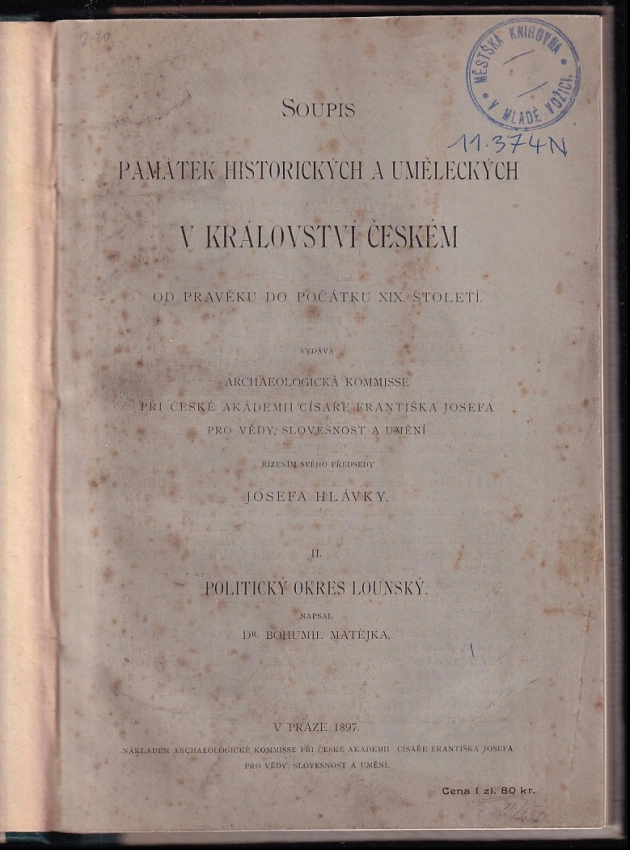 MĚSTSKÁ KNIHOVNA
V MLADÉ VOŽICI.
11.374N
SOUPIS
PAMÁTEK HISTORICKÝCH A UMĚLECKÝCH
V KRÁLOVSTVÍ ČESKÉM
OD PRAVĚKU DO POČÁTKU XIX. STOLETÍ.
VYDÁVÁ
ARCHAEOLOGICKÁ KOMMISSE
PŘI ČESKÉ AKADEMII CÍSAŘE FRANTIŠKA JOSEFA
PRO VĚDY, SLOVESNOST A UMĚNÍ
ŘÍZENÍM SVÉHO PŘEDSEDY
JOSEFA HLÁVKY.
II.
POLITICKÝ OKRES LOUNSKÝ.
NAPSAL
DR. BOHUMIL MATĚJKA.
V PRAZE 1897.
NÁKLADEM ARCHAEOLOGICKÉ KOMMISSE PŘI ČESKÉ AKADEMII CÍSAŘE FRANTIŠKA JOSEFA
PRO VĚDY, SLOVESNOST A UMĚNÍ.
Cena 1 zl. 80 kr.